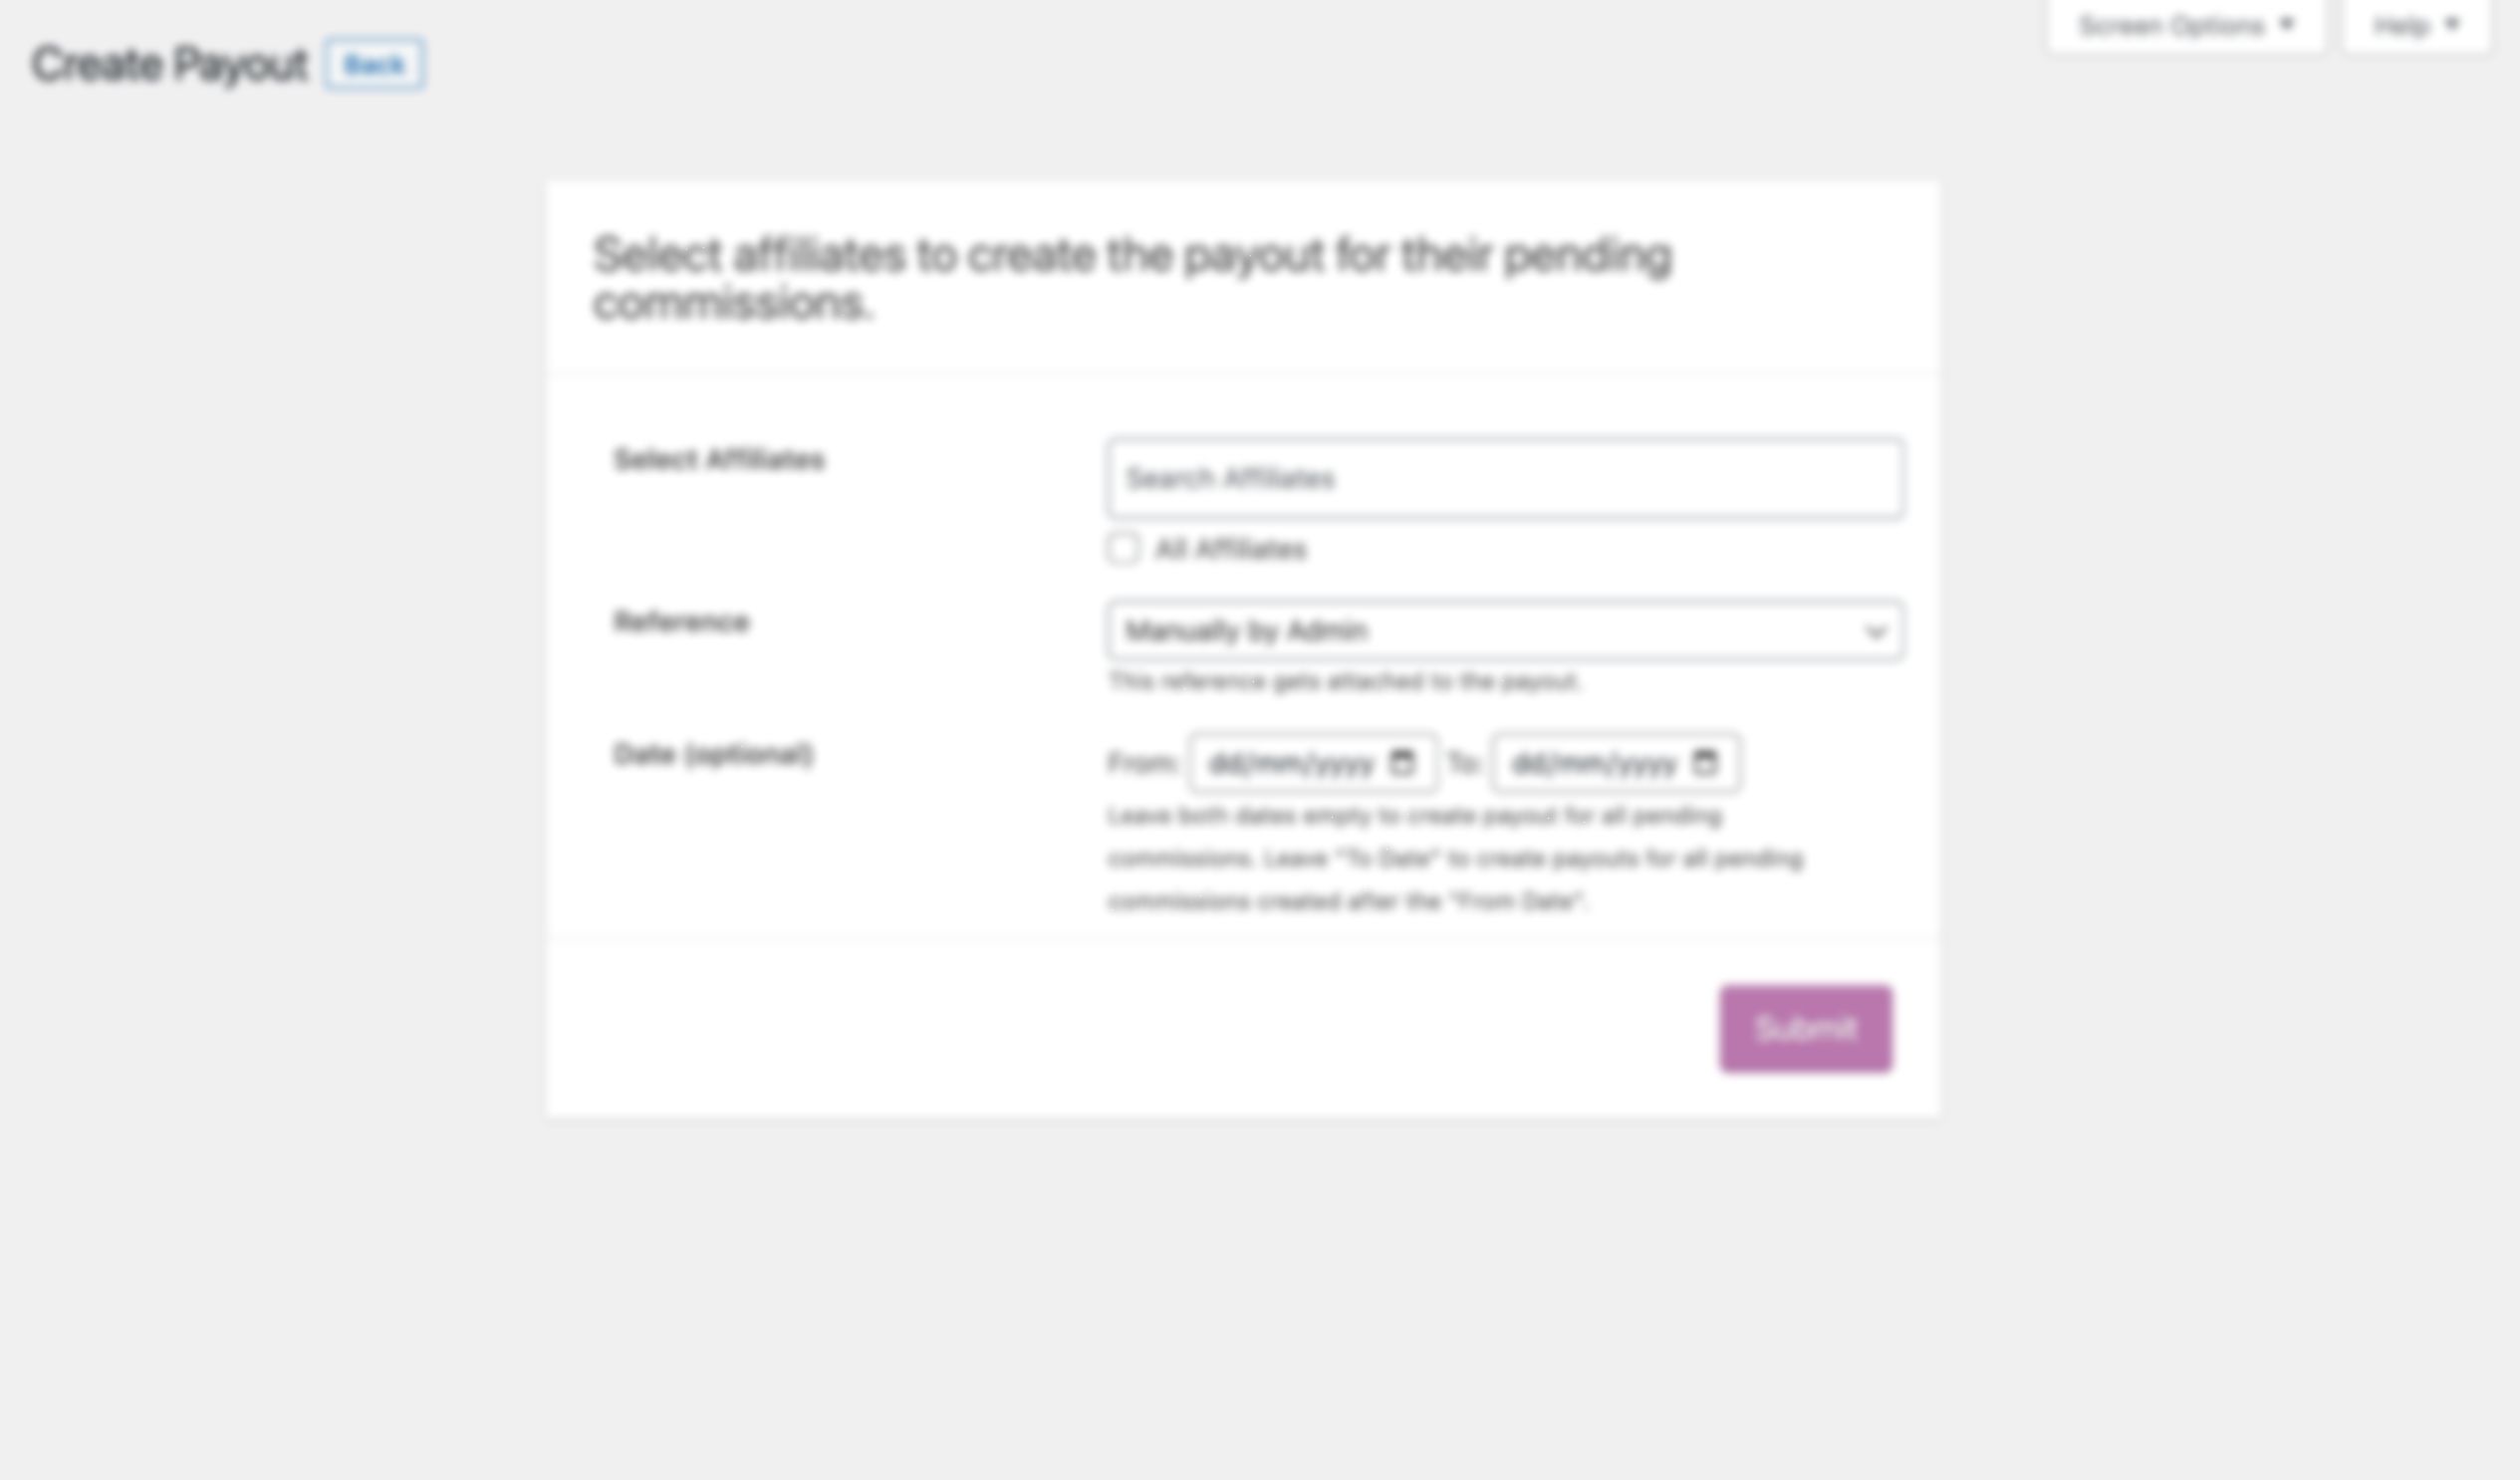 Screen Options
Help
Create Payout
Back
Select affiliates to create the payout for their pending
commissions.
Select Affiliates
Search Affiliates
All Affiliates
Reference
Manually by Admin
This reference gets attached to the payout.
Date (optional)
From: dd/mm/yyyy To: dd/mm/yyyy
Leave both dates empty to create payout for all pending
commissions. Leave "To Date" to create payouts for all pending
commissions created after the "From Date".
Submit